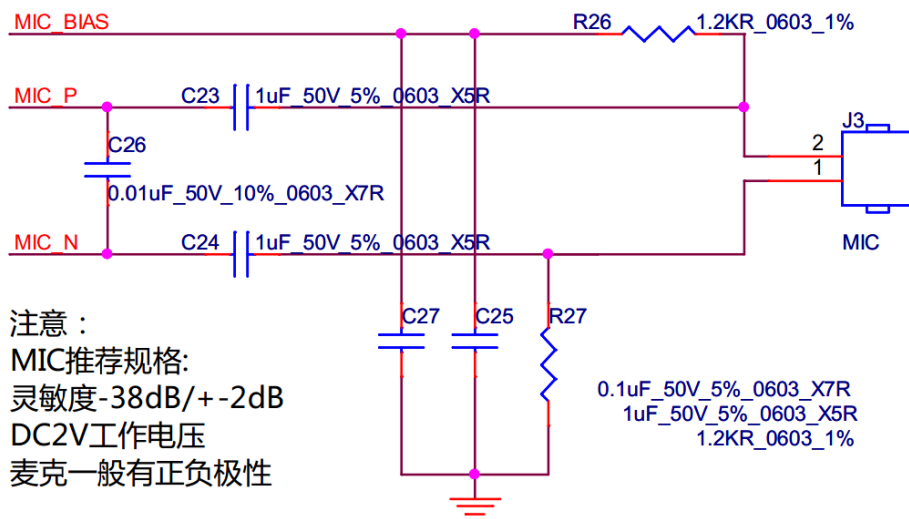 MIC_BIAS
R26
1.2KR_0603_1%
MIC_P
C23
1uF_50V_5%_0603_X5R
J3
C26
2
1
0.01uF_50V_10%_0603_X7R
MIC_N
C24
1uF_50V_5%_0603_X5R
MIC
C27
C25
R27
注意：
MIC推荐规格:
灵敏度-38dB/+-2dB
DC2V工作电压
麦克一般有正负极性
0.1uF_50V_5%_0603_X7R
1uF_50V_5%_0603_X5R
1.2KR_0603_1%